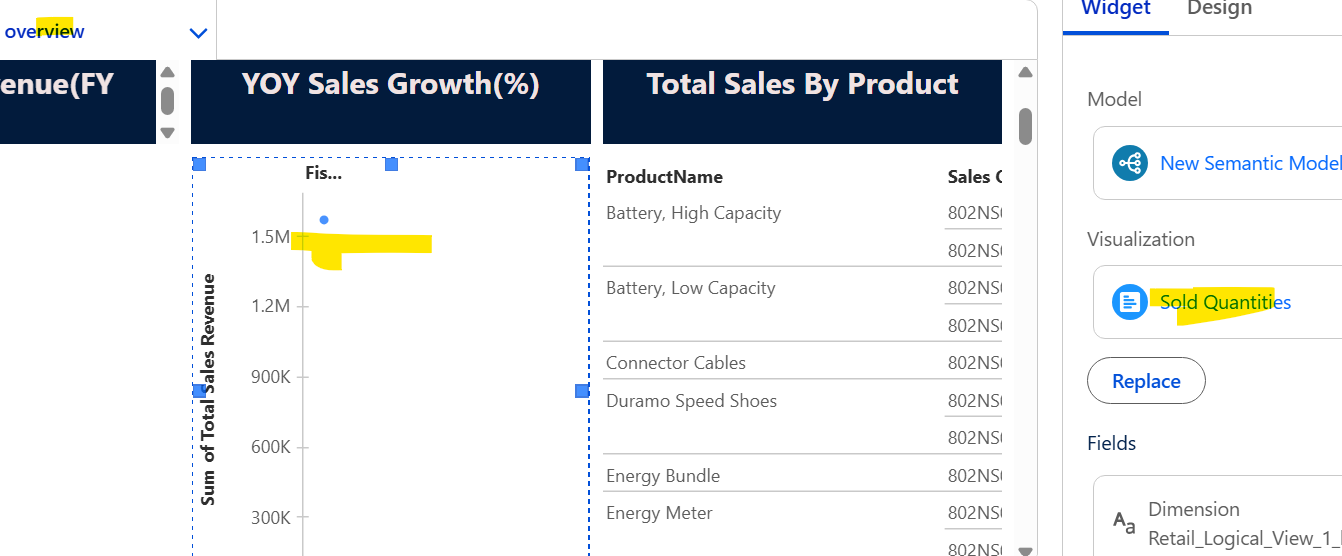 overview
enue(FY
YOY Sales Growth(%)
Total Sales By Product
Fis...
1.5M
1.2M
900K
600K
300K
Sum of Total Sales Revenue
ProductName
Sales
Battery, High Capacity
802NS
802NS
Battery, Low Capacity
802NS
802NS
Connector Cables
802NS
Duramo Speed Shoes
802NS
802NS
Energy Bundle
802NS
Energy Meter
802NS
802NS
Widget
Design
Model
New Semantic Model
Visualization
Sold Quantities
Replace
Fields
Dimension
Retail_Logical_View_1_